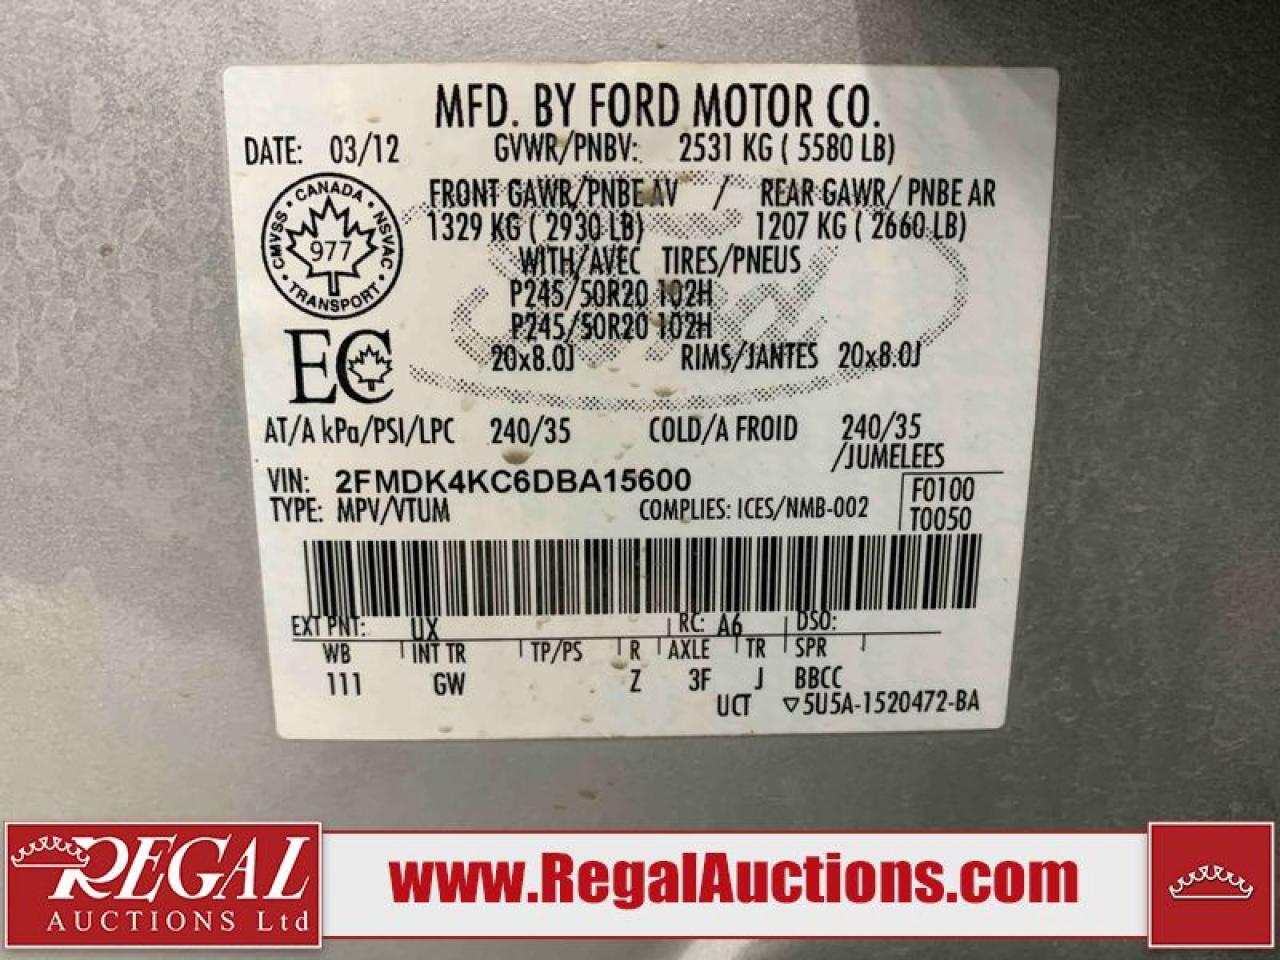 MFD. BY FORD MOTOR CO.
DATE: 03/12 GVWR/PNBV: 2531 KG ( 5580 LB)
FRONT GAWR/PNBE AV / REAR GAWR/ PNBE AR
1329 KG ( 2930 LB) 1207 KG ( 2660 LB)
WITH/AVEC TIRES/PNEUS
P245/50R20 102H
P245/50R20 102H
20x8.0J RIMS/JANTES 20x8.0J
CANADA
CMVSS NSVAC
977
TRANSPORT
EC
AT/A kPa/PSI/LPC 240/35 COLD/A FROID 240/35
/JUMELEES
VIN: 2FMDK4KC6DBA15600
F0100
TYPE: MPV/VTUM COMPLIES: ICES/NMB-002
T0050
EXT PNT: UX RC: A6 DSO:
WB INT TR TP/PS R AXLE TR SPR
111 GW Z 3F J BBCC
UCT ▽5U5A-1520472-BA
REGAL
AUCTIONS Ltd
www.RegalAuctions.com